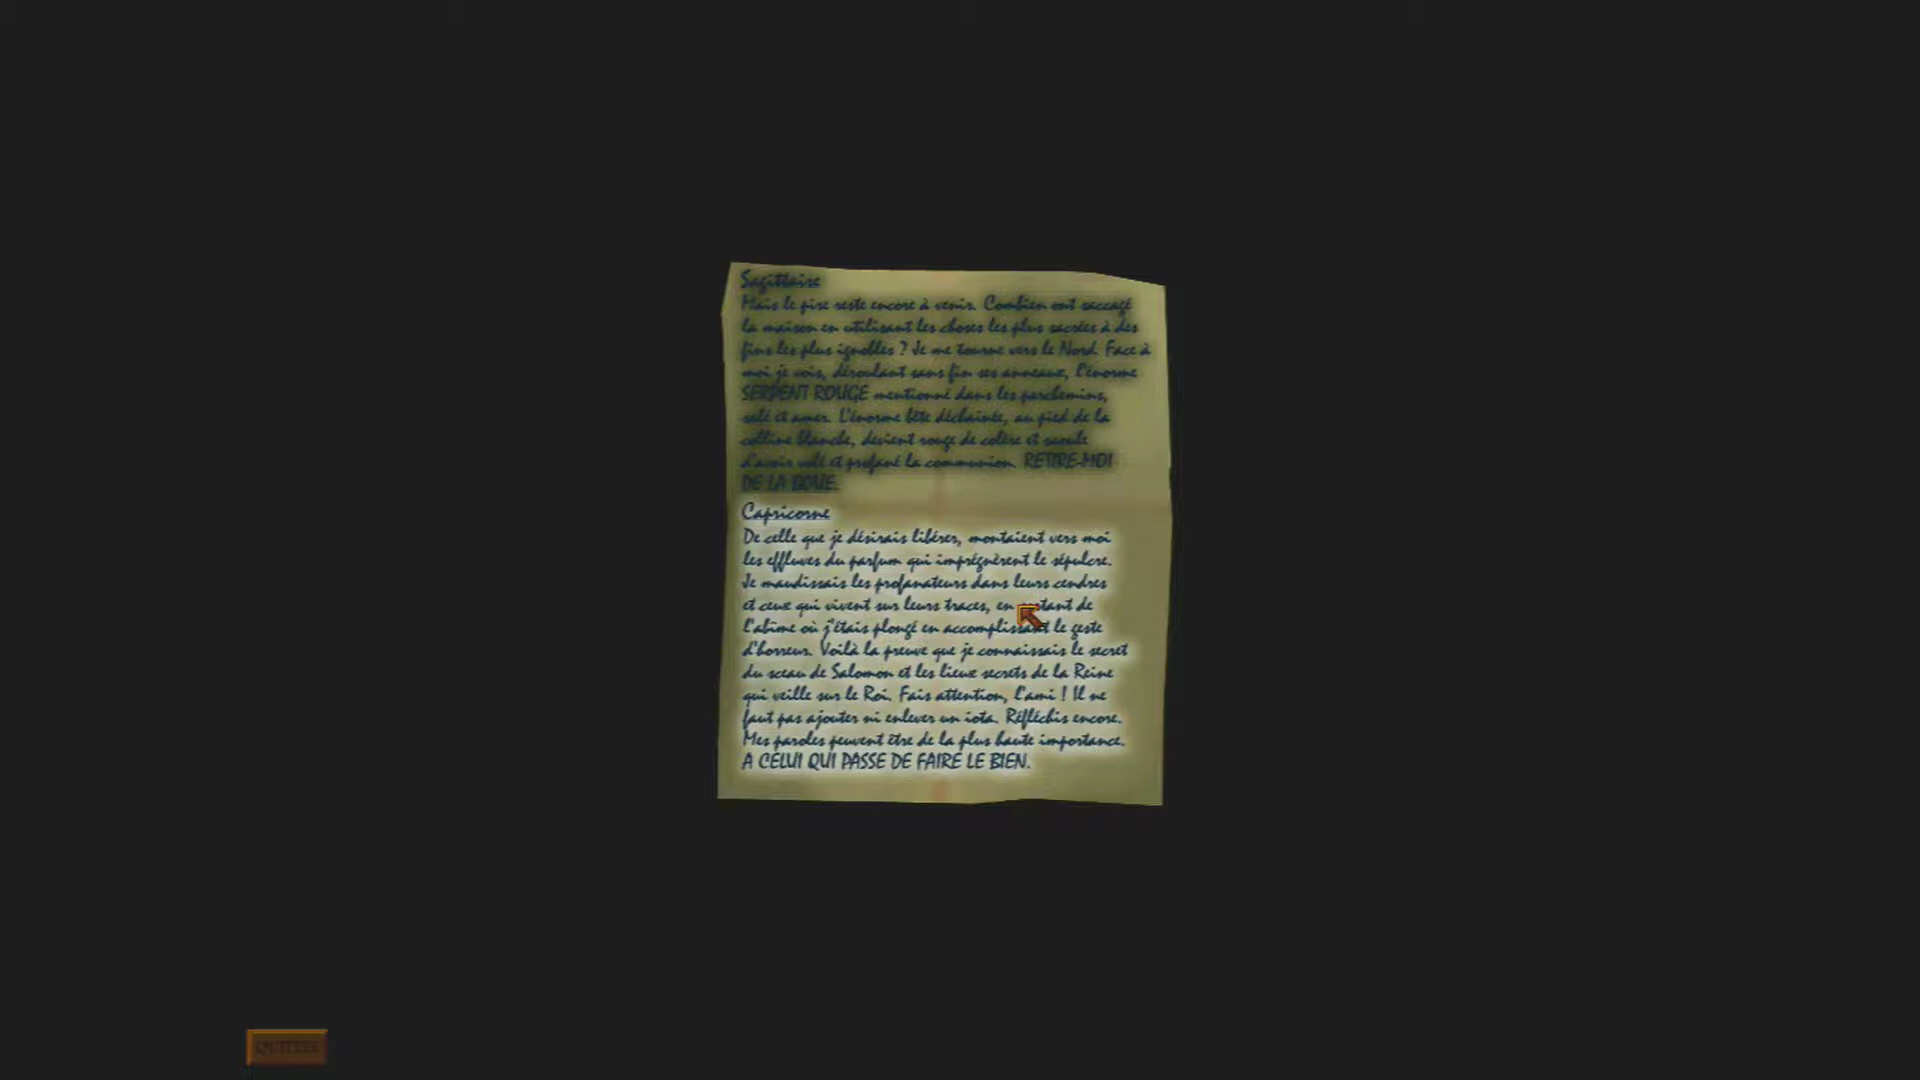 Sagittaire
Mais le pire reste encore à venir. Combien ont saccagé
la maison en utilisant les choses les plus sacrées à des
fins les plus ignobles ? Je me tourne vers le Nord. Face à
moi je vois, déroulant sans fin ses anneaux, l'énorme
SERPENT ROUGE mentionné dans les parchemins,
salé et amer. L'énorme bête déchaînée, au pied de la
colline blanche, devient rouge de colère et saoule
d'avoir volé et profané la communion. RETIRE-MOI
DE LA BOUE.
Capricorne
De celle que je désirais libérer, montaient vers moi
les effluves du parfum qui imprégnèrent le sépulcre.
Je maudissais les profanateurs dans leurs cendres
et ceux qui vivent sur leurs traces, en de
l'abîme où j'étais plongé en accomplissant le geste
d'horreur. Voilà la preuve que je connaissais le secret
du sceau de Salomon et les lieux secrets de la Reine
qui veille sur le Roi. Fais attention, l'ami ! Il ne
faut pas ajouter ni enlever un iota. Réfléchis encore.
Mes paroles peuvent être de la plus haute importance.
A CELUI QUI PASSE DE FAIRE LE BIEN.